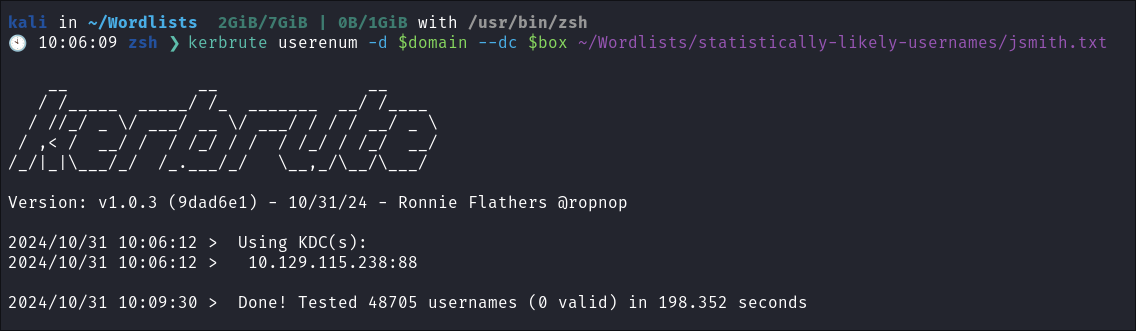 kali in ~/Wordlists  2GiB/7GiB | 0B/1GiB with /usr/bin/zsh
🕙 10:06:09 zsh ❯ kerbrute userenum -d $domain --dc $box ~/Wordlists/statistically-likely-usernames/jsmith.txt
    __             __               __
   / /_____  _____/ /_  _______  __/ /____
  / //_/ _ \/ ___/ __ \/ ___/ / / / __/ _ \
 / ,< /  __/ /  / /_/ / /  / /_/ / /_/  __/
/_/|_|\___/_/  /_.___/_/   \__,_/\__/\___/
Version: v1.0.3 (9dad6e1) - 10/31/24 - Ronnie Flathers @ropnop
2024/10/31 10:06:12 >  Using KDC(s):
2024/10/31 10:06:12 >   10.129.115.238:88
2024/10/31 10:09:30 >  Done! Tested 48705 usernames (0 valid) in 198.352 seconds